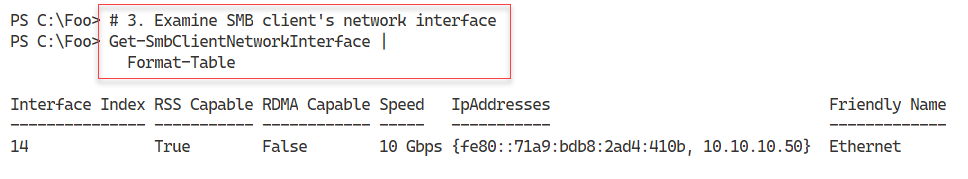 PS C:\Foo> # 3. Examine SMB client's network interface
PS C:\Foo> Get-SmbClientNetworkInterface |
Format-Table
Interface Index RSS Capable RDMA Capable Speed IpAddresses Friendly Name
--------------- ----------- ------------ ----- ----------- -------------
14 True False 10 Gbps {fe80::71a9:bdb8:2ad4:410b, 10.10.10.50} Ethernet